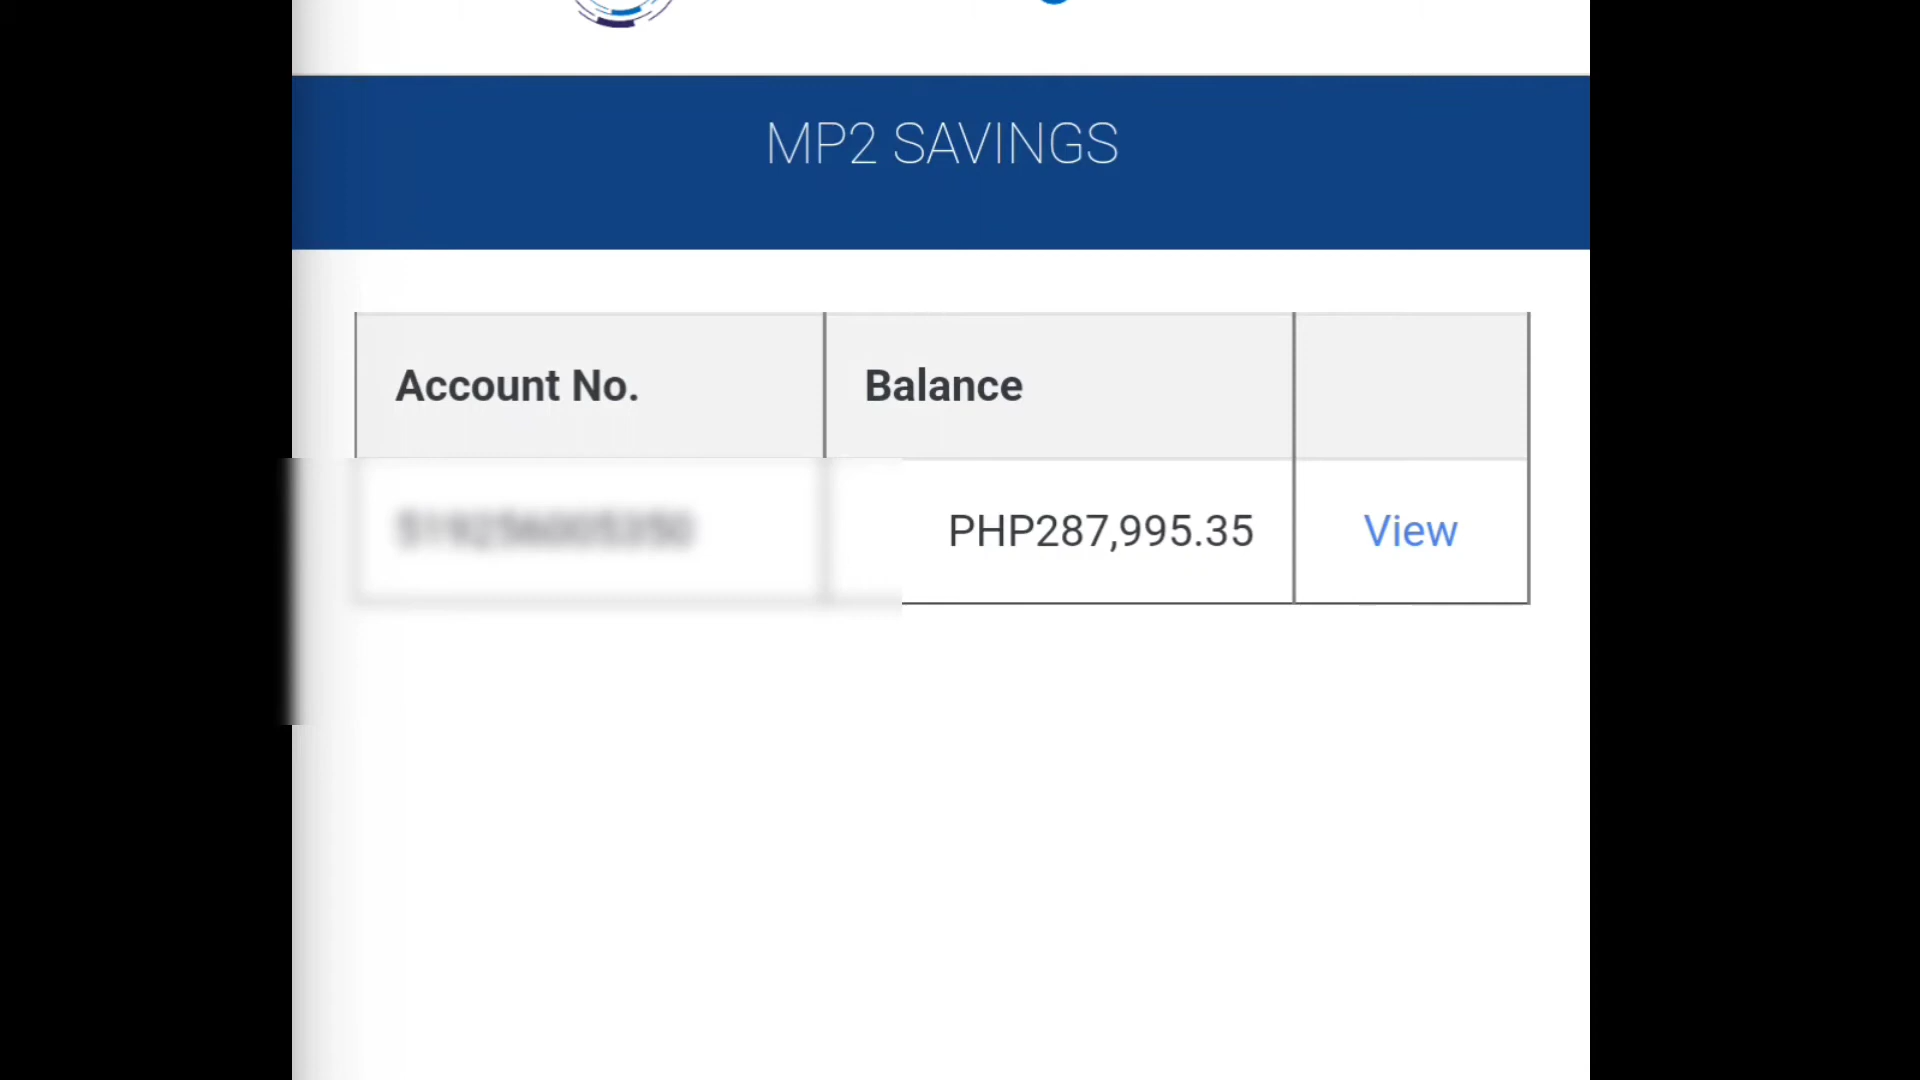 MP2 SAVINGS
Account No.
Balance
PHP287,995.35
View